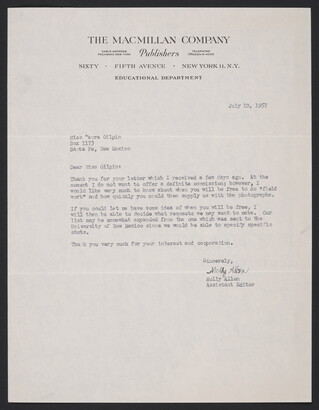 THE MACMILLAN COMPANY
Publishers
SIXTY · FIFTH AVENUE · NEW YORK 11, N.Y.
EDUCATIONAL DEPARTMENT
July 10, 1957
Miss Laura Gilpin
Box 1173
Santa Fe, New Mexico
Dear Miss Gilpin:
Thank you for your letter which I received a few days ago. At the
moment I do not want to offer a definite commission; however, I
would like very much to know about when you will be free to do "field
work" and how quickly you could then supply us with the photographs.
If you could let me have some idea of when you will be free, I
will then be able to decide what requests we may want to make. Our
list may be somewhat expanded from the one which was sent to the
University of New Mexico since we would be able to specify specific
shots.
Thank you very much for your interest and cooperation.
Sincerely,
Molly Allen
Molly Allen
Assistant Editor